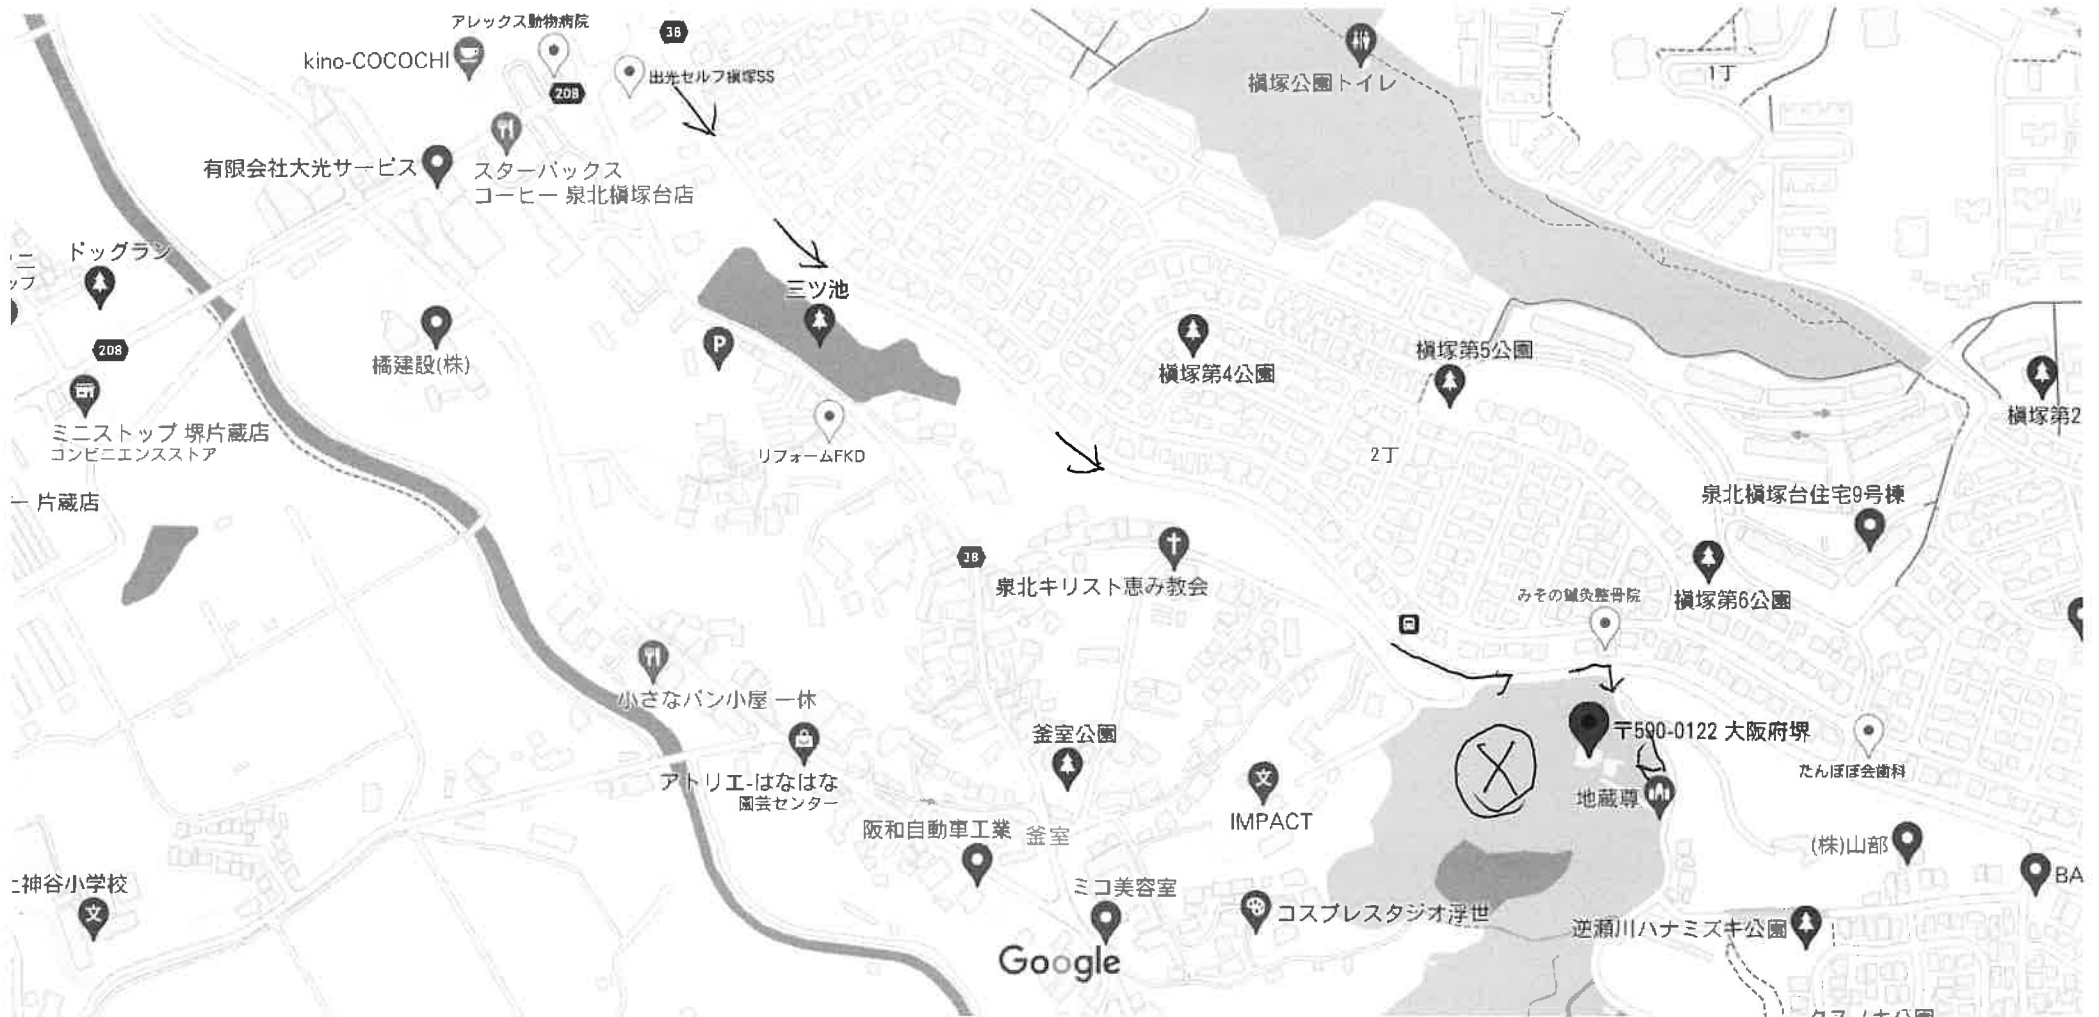 アレックス動物病院
38
kino-COCOCHI
出光セルフ槇塚SS
208
槇塚公園トイレ
1丁
有限会社大光サービス
スターバックス
コーヒー 泉北槇塚台店
ドッグラン
三ツ池
P
208
橘建設(株)
槇塚第4公園
槇塚第5公園
槇塚第2
ミニストップ 堺片蔵店
コンビニエンスストア
リフォームFKD
2丁
泉北槇塚台住宅9号棟
片蔵店
38
泉北キリスト恵み教会
みその鍼灸整骨院
槇塚第6公園
小さなパン小屋 一休
釜室公園
〒590-0122 大阪府堺
アトリエ-はなはな
園芸センター
たんぽぽ会歯科
文
IMPACT
地蔵尊
阪和自動車工業
釜室
(株)山部
神谷小学校
文
ミコ美容室
BA
コスプレスタジオ浮世
逆瀬川ハナミズキ公園
Google